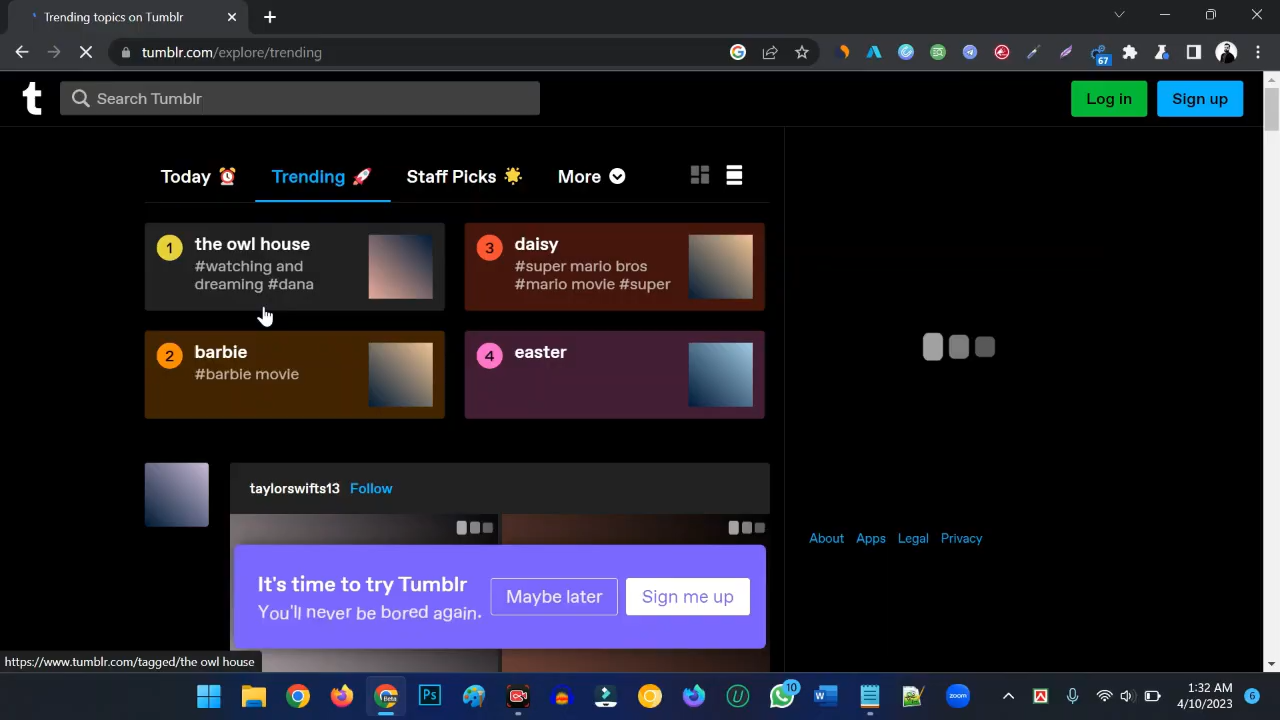 Trending topics on Tumblr
tumblr.com/explore/trending
67
t
Search Tumblr
Log in
Sign up
Today
Trending
Staff Picks
More
1
the owl house
#watching and
dreaming #dana
3
daisy
#super mario bros
#mario movie #super
2
barbie
#barbie movie
4
easter
taylorswifts13 Follow
It's time to try Tumblr
You'll never be bored again.
Maybe later
Sign me up
About Apps Legal Privacy
https://www.tumblr.com/tagged/the owl house
Beta
Ps
10
W
zoom
1:32 AM
4/10/2023
6